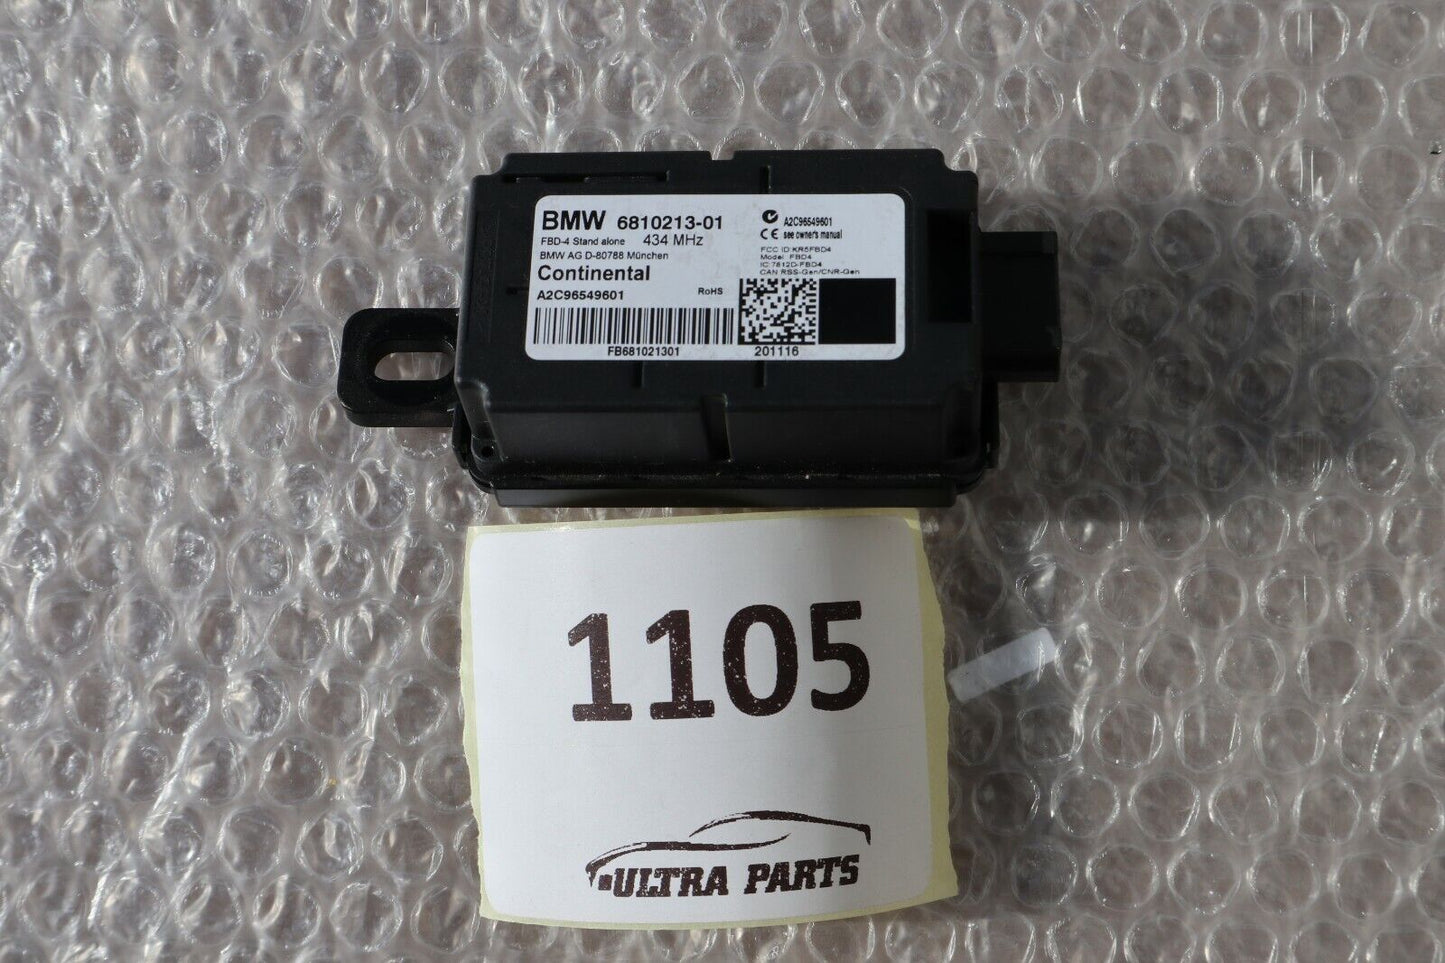 BMW 6810213-01
FBD-4 Stand alone 434 MHz
BMW AG D-80788 München
Continental
A2C96549601 RoHS
FB681021301
A2C96549601
CE see owner's manual
FCC ID:KR5FBD4
Model: FBD4
IC:7812D-FBD4
CAN RSS-Gen/CNR-Gen
201116
1105
ULTRA PARTS